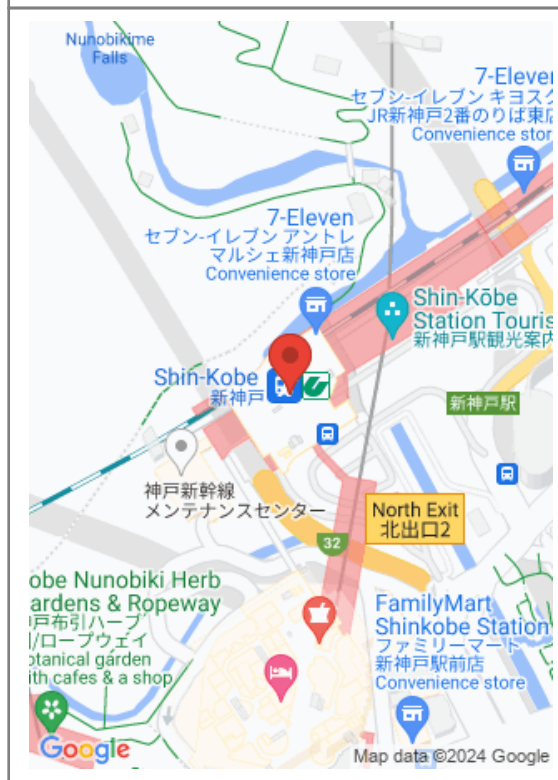 Nunobikime
Falls
7-Eleven
セブン-イレブン キヨスク
JR新神戸2番のりば東店
Convenience store
7-Eleven
セブン-イレブン アントレ
マルシェ新神戸店
Convenience store
Shin-Kōbe
Station Touris
新神戸駅観光案内
Shin-Kobe
新神戸
新神戸駅
神戸新幹線
メンテナンスセンター
North Exit
北出口2
32
obe Nunobiki Herb
ardens & Ropeway
戸布引ハーブ
/ロープウェイ
otanical garden
ith cafes & a shop
FamilyMart
Shinkobe Station
ファミリーマート
新神戸駅前店
Convenience store
Google
Map data ©2024 Google